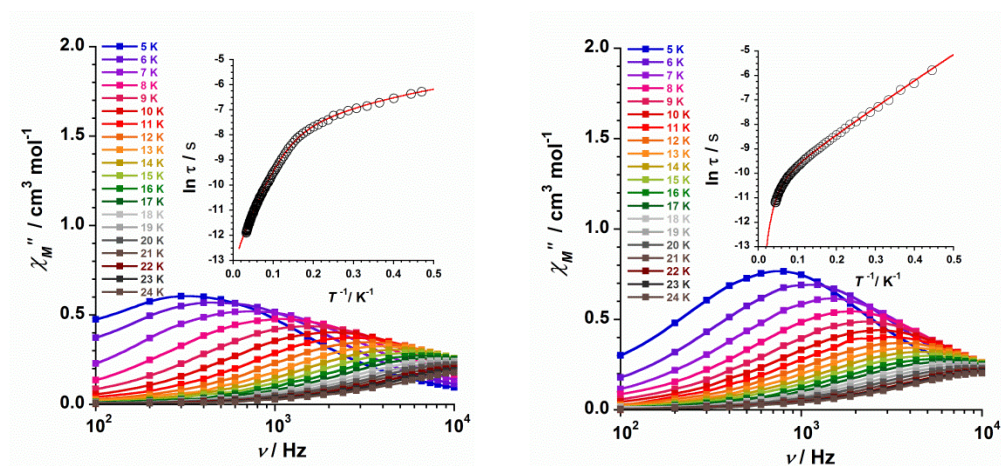 2.0
1.5
1.0
0.5
0.0
χM'' / cm³ mol⁻¹
5 K
6 K
7 K
8 K
9 K
10 K
11 K
12 K
13 K
14 K
15 K
16 K
17 K
18 K
19 K
20 K
21 K
22 K
23 K
24 K
ln τ / s
-5
-6
-7
-8
-9
-10
-11
-12
-13
0.0 0.1 0.2 0.3 0.4 0.5
T⁻¹/ K⁻¹
10² 10³ 10⁴
ν / Hz
2.0
1.5
1.0
0.5
0.0
χM'' / cm³ mol⁻¹
5 K
6 K
7 K
8 K
9 K
10 K
11 K
12 K
13 K
14 K
15 K
16 K
17 K
18 K
19 K
20 K
21 K
22 K
23 K
24 K
ln τ / s
-5
-6
-7
-8
-9
-10
-11
-12
-13
0.0 0.1 0.2 0.3 0.4 0.5
T⁻¹/ K⁻¹
10² 10³ 10⁴
ν / Hz